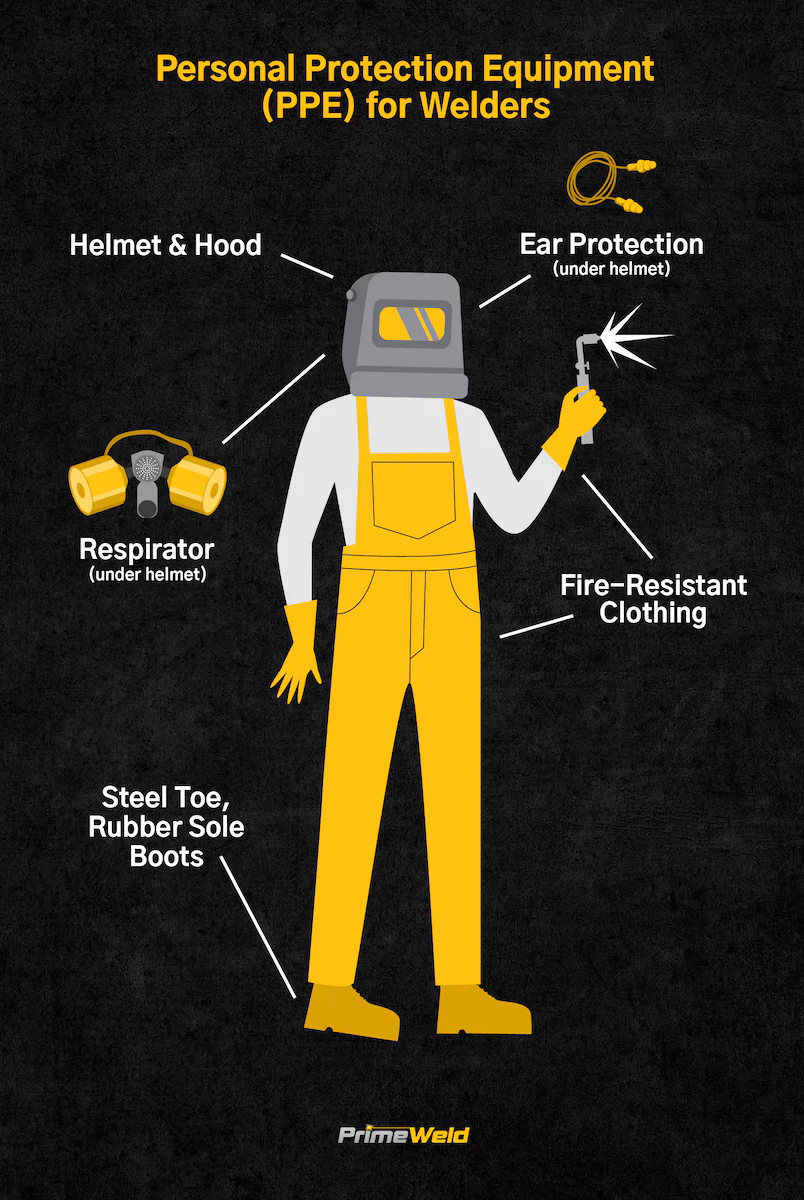 Personal Protection Equipment
(PPE) for Welders
Helmet & Hood
Ear Protection
(under helmet)
Respirator
(under helmet)
Fire-Resistant
Clothing
Steel Toe,
Rubber Sole
Boots
PrimeWeld